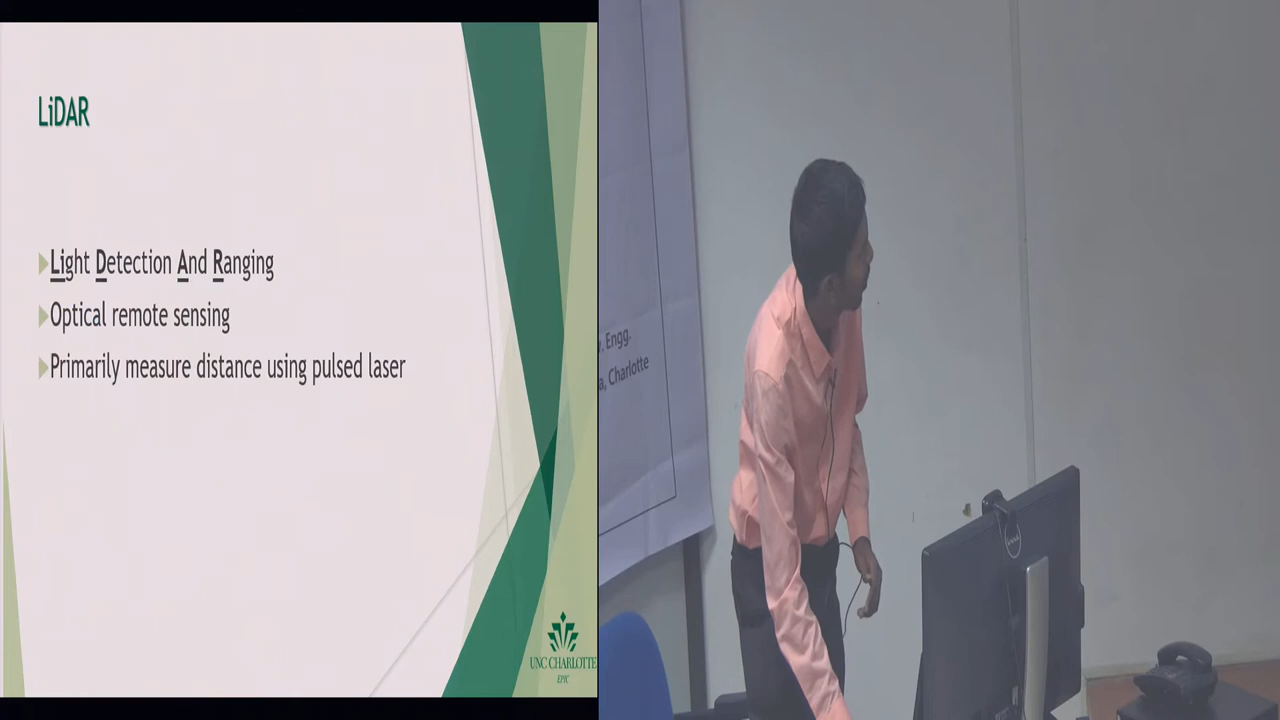 LiDAR
Light Detection And Ranging
Optical remote sensing
Primarily measure distance using pulsed laser
UNC CHARLOTTE
EPIC
Engg.
Charlotte